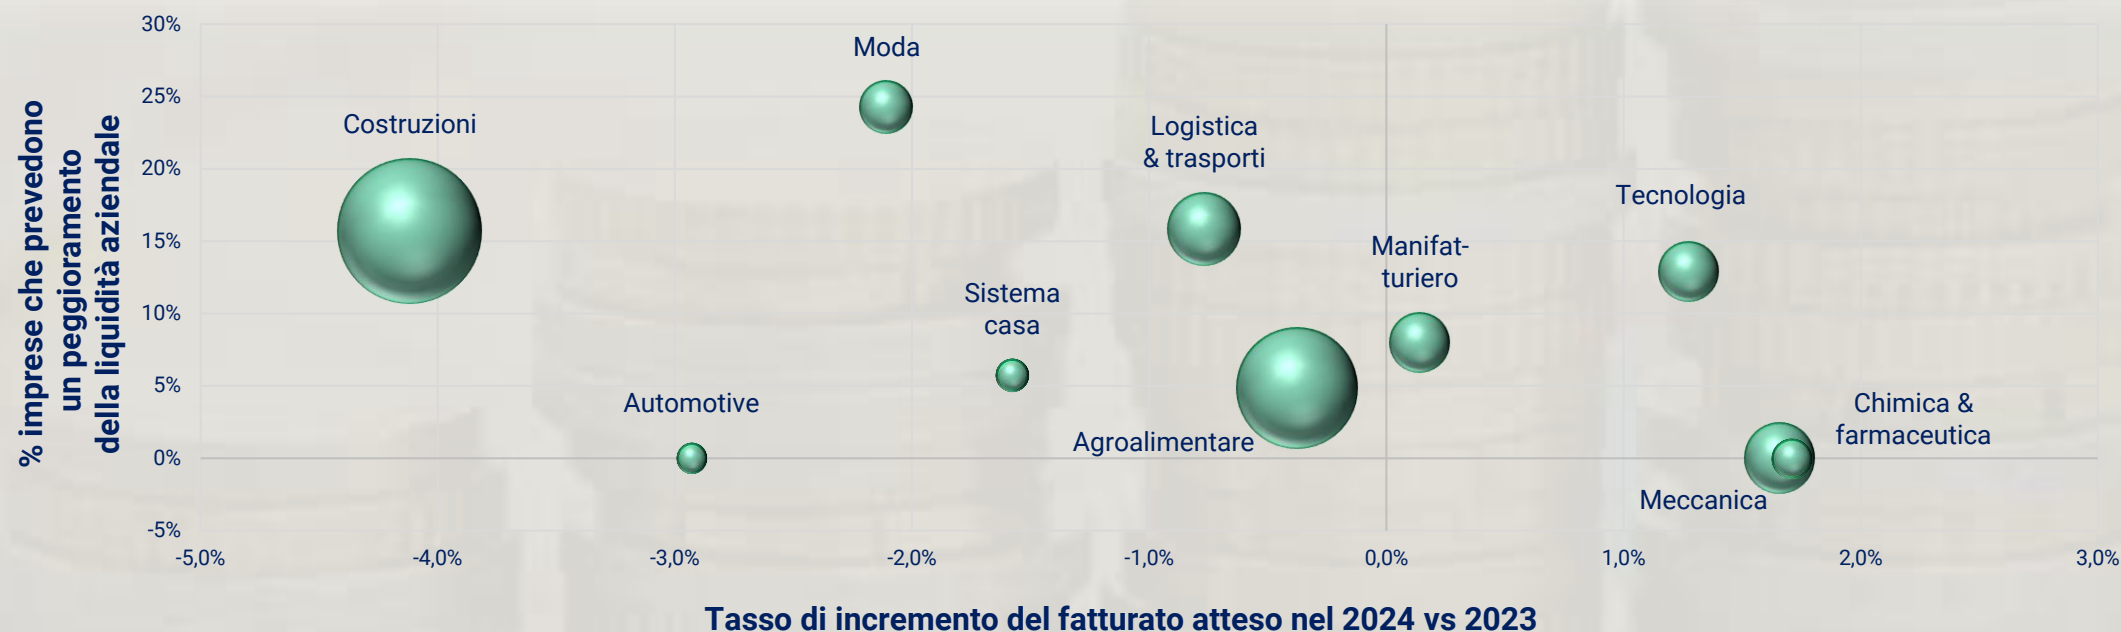 % imprese che prevedono
un peggioramento
della liquidità aziendale
30%
25%
20%
15%
10%
5%
0%
-5%
Moda
Costruzioni
Logistica
& trasporti
Tecnologia
Manifat-
turiero
Sistema
casa
Automotive
Agroalimentare
Chimica &
farmaceutica
Meccanica
-5,0%
-4,0%
-3,0%
-2,0%
-1,0%
0,0%
1,0%
2,0%
3,0%
Tasso di incremento del fatturato atteso nel 2024 vs 2023